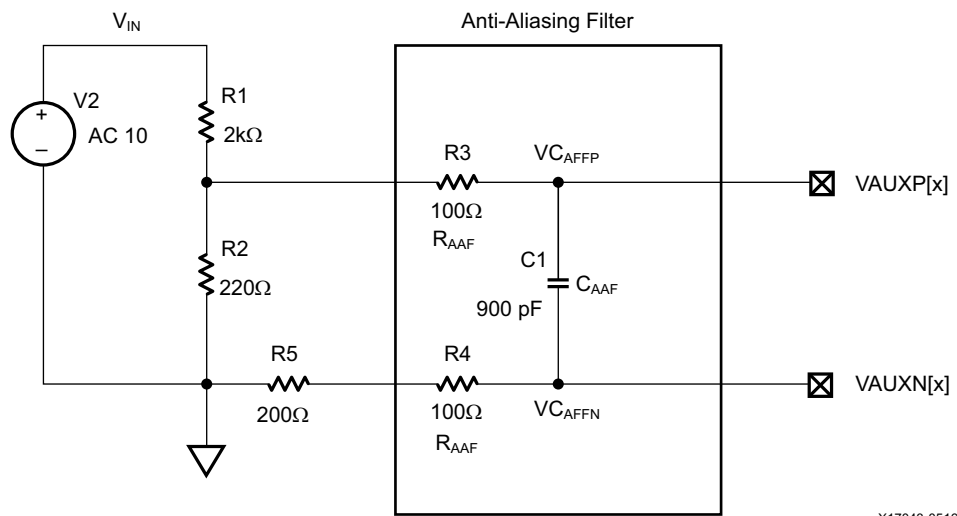 V_IN
Anti-Aliasing Filter
V2
+
AC 10
–
R1
2kΩ
R3
VC_AFFP
VAUXP[x]
100Ω
R_AAF
R2
220Ω
C1
C_AAF
900 pF
R5
R4
200Ω
100Ω
VC_AFFN
VAUXN[x]
R_AAF